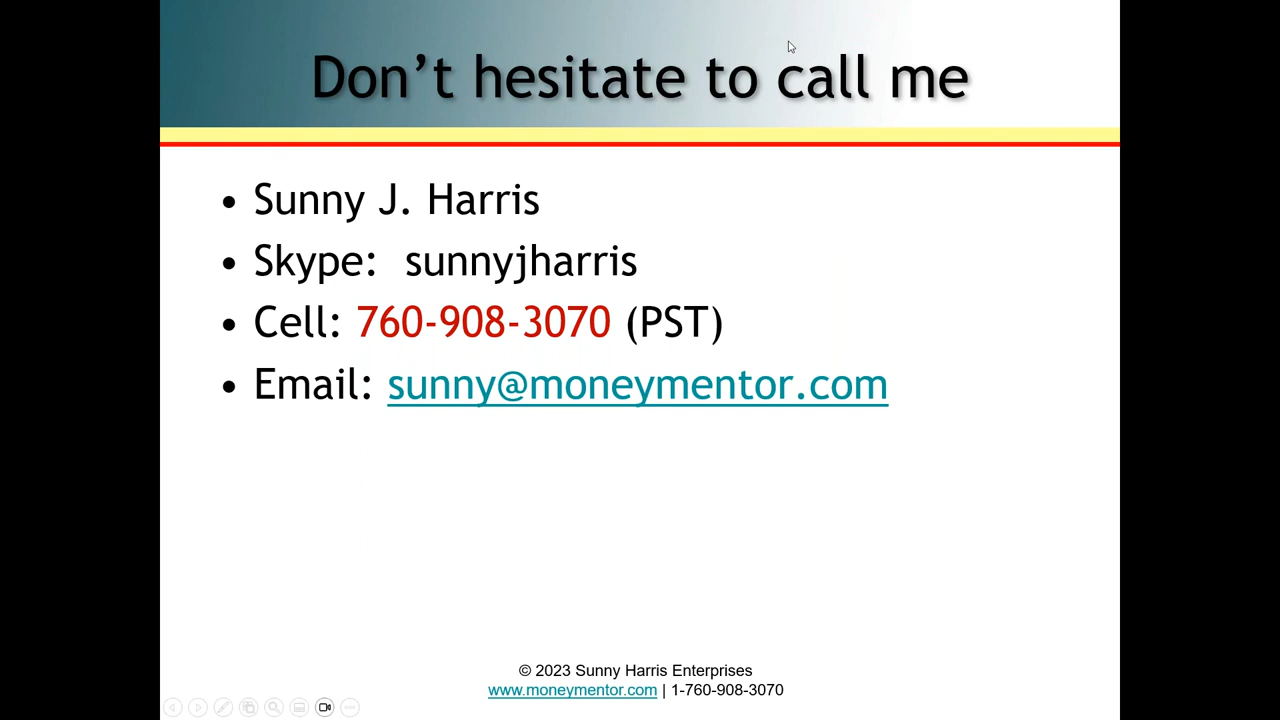 Don’t hesitate to call me
• Sunny J. Harris
• Skype:  sunnyjharris
• Cell: 760-908-3070 (PST)
• Email: sunny@moneymentor.com
© 2023 Sunny Harris Enterprises
www.moneymentor.com | 1-760-908-3070